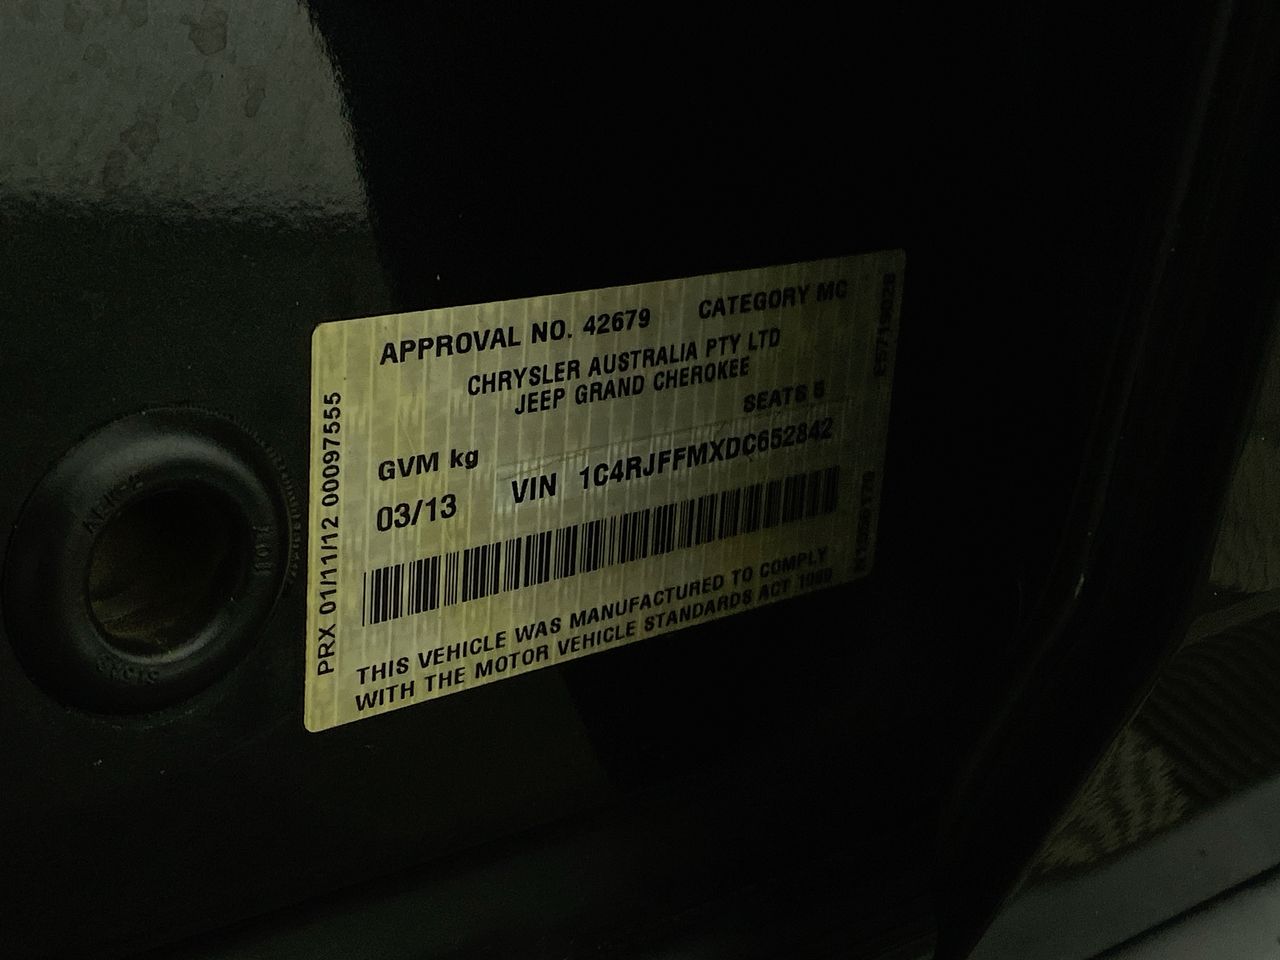 APPROVAL NO. 42679 CATEGORY MC
CHRYSLER AUSTRALIA PTY LTD
JEEP GRAND CHEROKEE
SEATS 5
GVM kg
03/13 VIN 1C4RJFFMXDC652842
THIS VEHICLE WAS MANUFACTURED TO COMPLY
WITH THE MOTOR VEHICLE STANDARDS ACT 1989
PRX 01/11/12 00097555